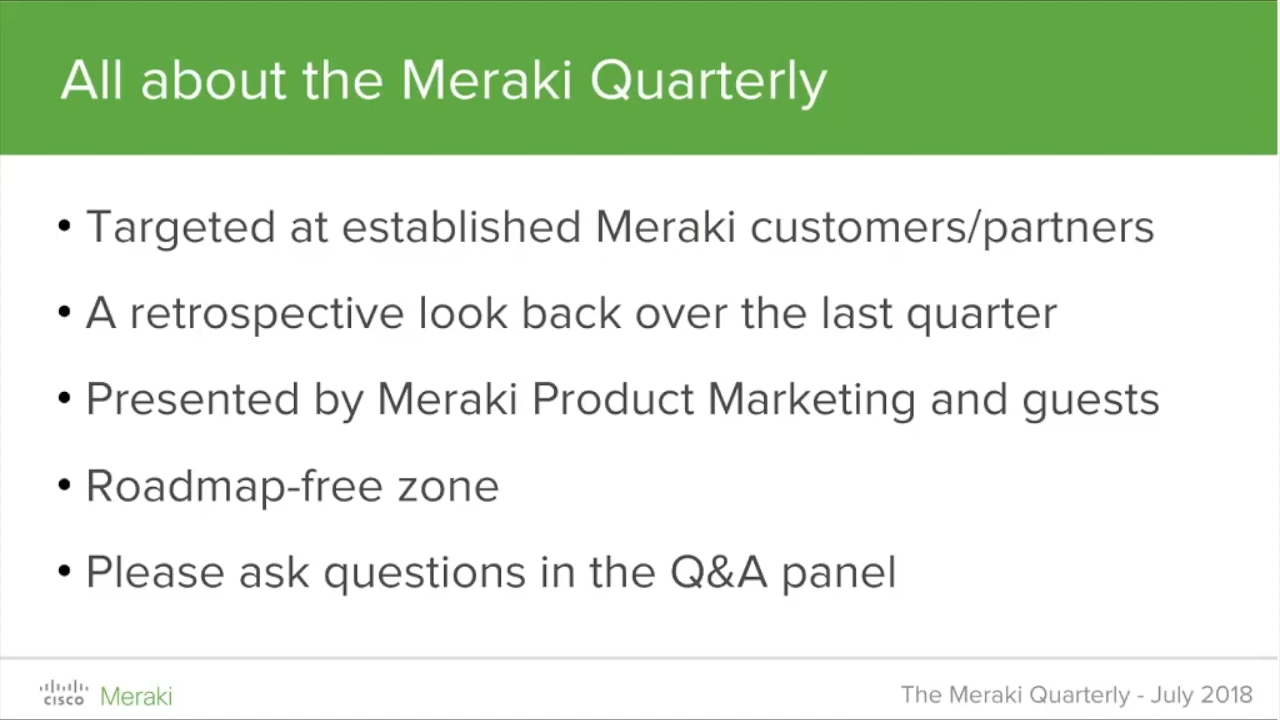 All about the Meraki Quarterly
• Targeted at established Meraki customers/partners
• A retrospective look back over the last quarter
• Presented by Meraki Product Marketing and guests
• Roadmap-free zone
• Please ask questions in the Q&A panel
CISCO Meraki
The Meraki Quarterly - July 2018